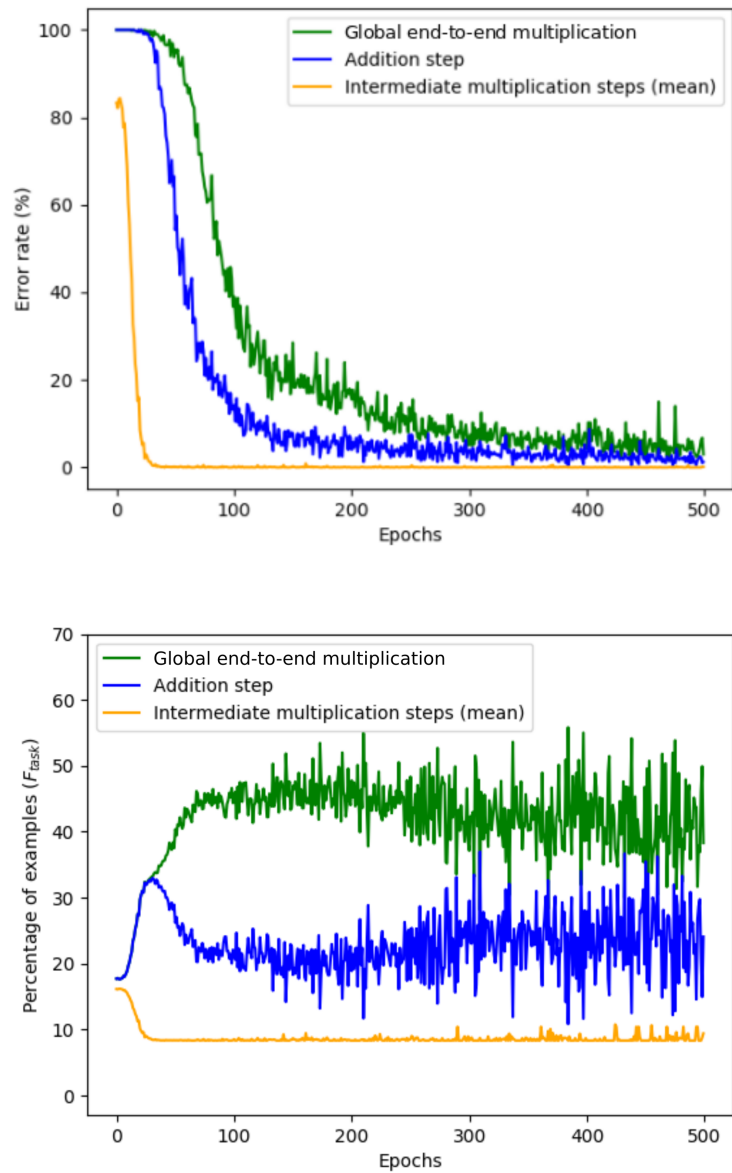 100
80
60
40
20
0
Error rate (%)
Global end-to-end multiplication
Addition step
Intermediate multiplication steps (mean)
0 100 200 300 400 500
Epochs
70
60
50
40
30
20
10
0
Percentage of examples (F_task)
Global end-to-end multiplication
Addition step
Intermediate multiplication steps (mean)
0 100 200 300 400 500
Epochs